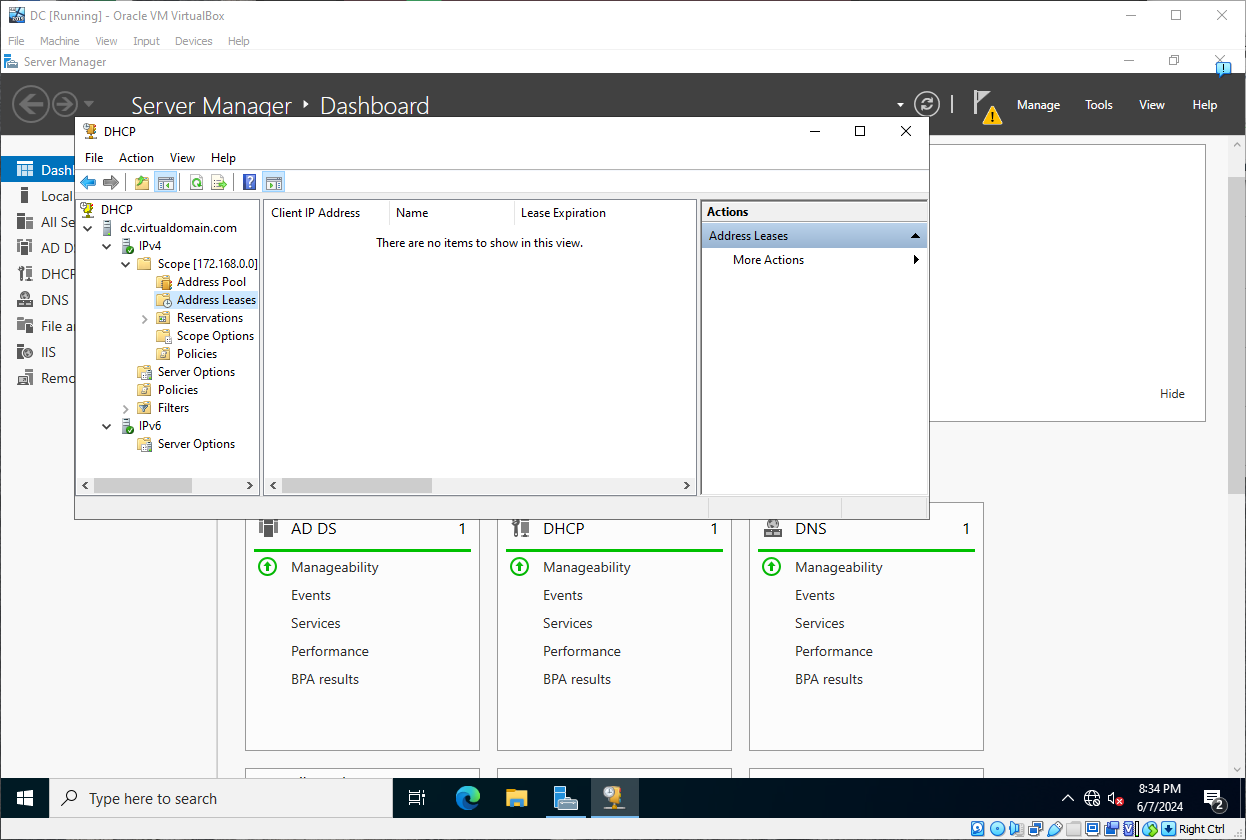 DC [Running] - Oracle VM VirtualBox
File Machine View Input Devices Help
Server Manager
Server Manager Dashboard
Manage Tools View Help
DHCP
File Action View Help
Dashl
Local
All Se
AD D
DHCP
DNS
File a
IIS
Remo
DHCP
dc.virtualdomain.com
IPv4
Scope [172.168.0.0]
Address Pool
Address Leases
Reservations
Scope Options
Policies
Server Options
Policies
Filters
IPv6
Server Options
Client IP Address Name Lease Expiration
There are no items to show in this view.
Actions
Address Leases
More Actions
Hide
AD DS 1
Manageability
Events
Services
Performance
BPA results
DHCP 1
Manageability
Events
Services
Performance
BPA results
DNS 1
Manageability
Events
Services
Performance
BPA results
Type here to search
8:34 PM
6/7/2024
2
Right Ctrl